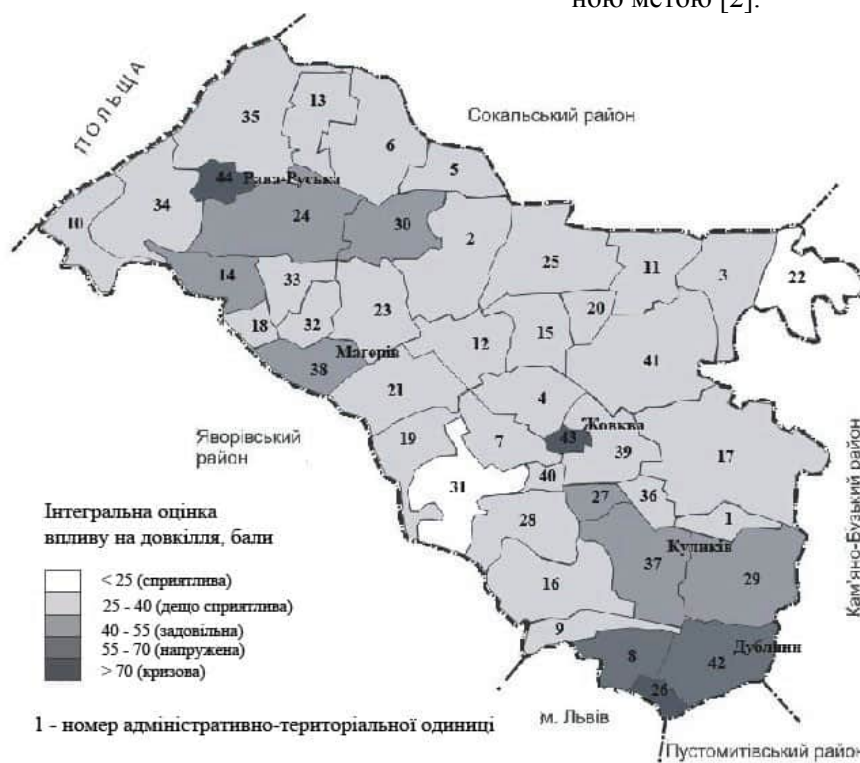 ною метою [2].
ПОЛЬЩА
Сокальський район
13
35
6
5
44 Рава-Руська
34
10
24
30
2
25
11
3
22
14
33
23
20
18
32
12
15
Магерів
38
21
41
4
Жовква
43
39
19
7
17
Яворівський
район
40
31
27
36
28
1
Куликів
37
29
16
Кам'яно-Бузький район
9
8
42
Дубляни
26
Інтегральна оцінка
впливу на довкілля, бали
< 25 (сприятлива)
25 - 40 (дещо сприятлива)
40 - 55 (задовільна)
55 - 70 (напружена)
> 70 (кризова)
1 - номер адміністративно-територіальної одиниці
м. Львів
Пустомитівський район